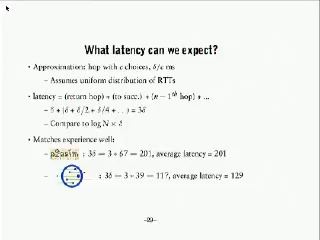 What latency can we expect?
• Approximation: hop with c choices, δ/c ms
– Assumes uniform distribution of RTTs
• latency = (return hop) + (to succ.) + (n − 1th hop) + ...
– δ + (δ + δ/2 + δ/4 + . . .) = 3δ
– Compare to log N × δ
• Matches experience well:
– p2psim : 3δ = 3 * 67 = 201, average latency = 201
– : 3δ = 3 * 39 = 117, average latency = 129